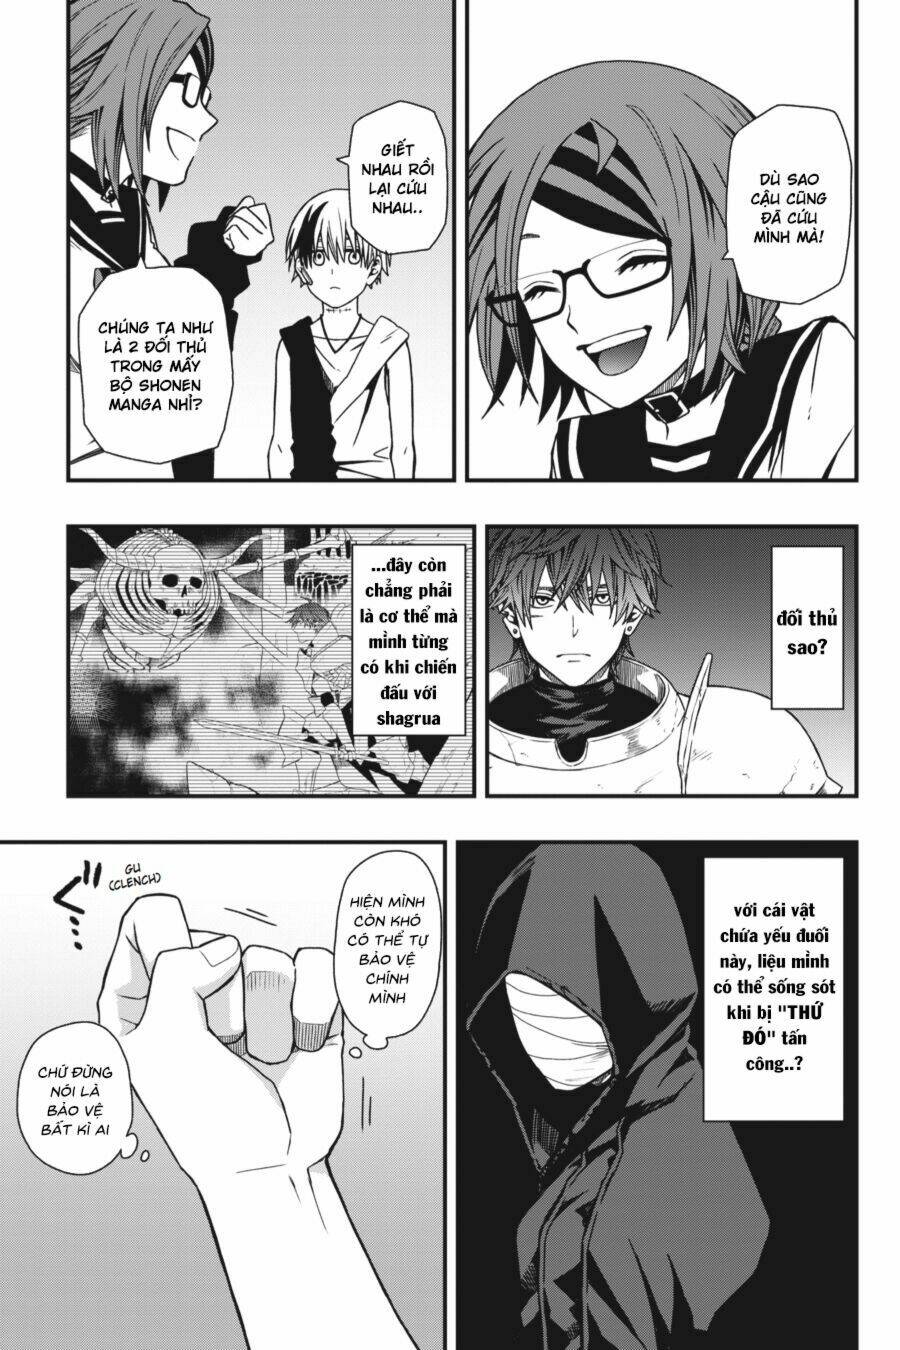 DÙ SAO
CẬU CŨNG
ĐÃ CỨU
MÌNH MÀ!
GIẾT
NHAU RỒI
LẠI CỨU
NHAU..
CHÚNG TA NHƯ
LÀ 2 ĐỐI THỦ
TRONG MẤY
BỘ SHONEN
MANGA NHỈ?
đối thủ
sao?
...đây còn
chẳng phải
là cơ thể mà
mình từng
có khi chiến
đấu với
shagrua
với cái vật
chứa yếu đuối
này, liệu mình
có thể sống sót
khi bị "THỨ
ĐÓ" tấn
công..?
HIỆN MÌNH
CÒN KHÓ
CÓ THỂ TỰ
BẢO VỆ
CHÍNH
MÌNH
GU
(CLENCH)
ぐ
CHỨ ĐỪNG
NÓI LÀ
BẢO VỆ
BẤT KÌ AI